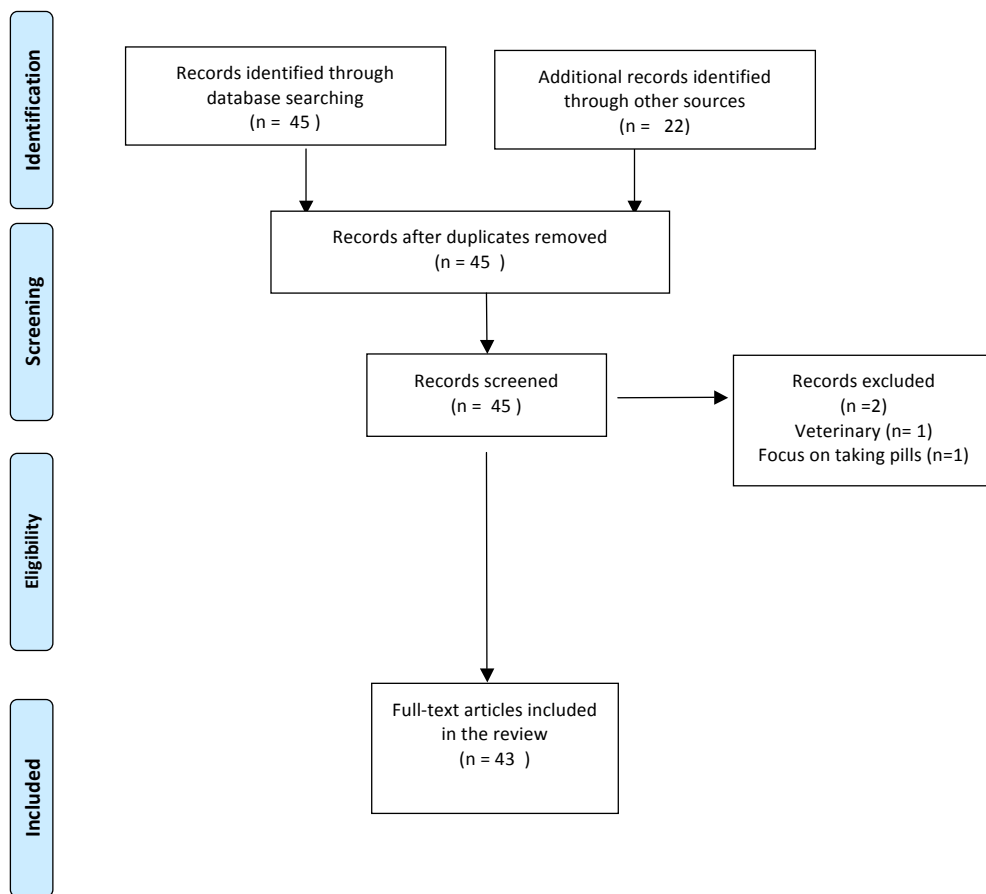 Identification
Records identified through
database searching
(n = 45 )
Additional records identified
through other sources
(n = 22)
Screening
Records after duplicates removed
(n = 45 )
Records screened
(n = 45 )
Records excluded
(n =2)
Veterinary (n= 1)
Focus on taking pills (n=1)
Eligibility
Included
Full-text articles included
in the review
(n = 43 )